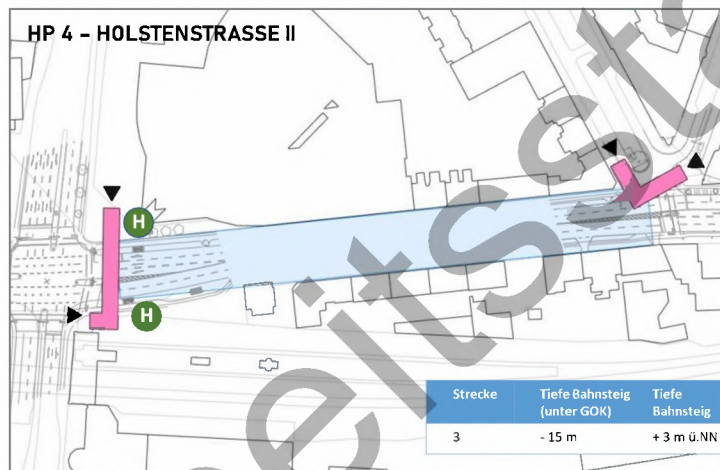 HP 4 – HOLSTENSTRASSE II
H
H
Strecke Tiefe Bahnsteig (unter GOK) Tiefe Bahnsteig
3 - 15 m + 3 m ü.NN